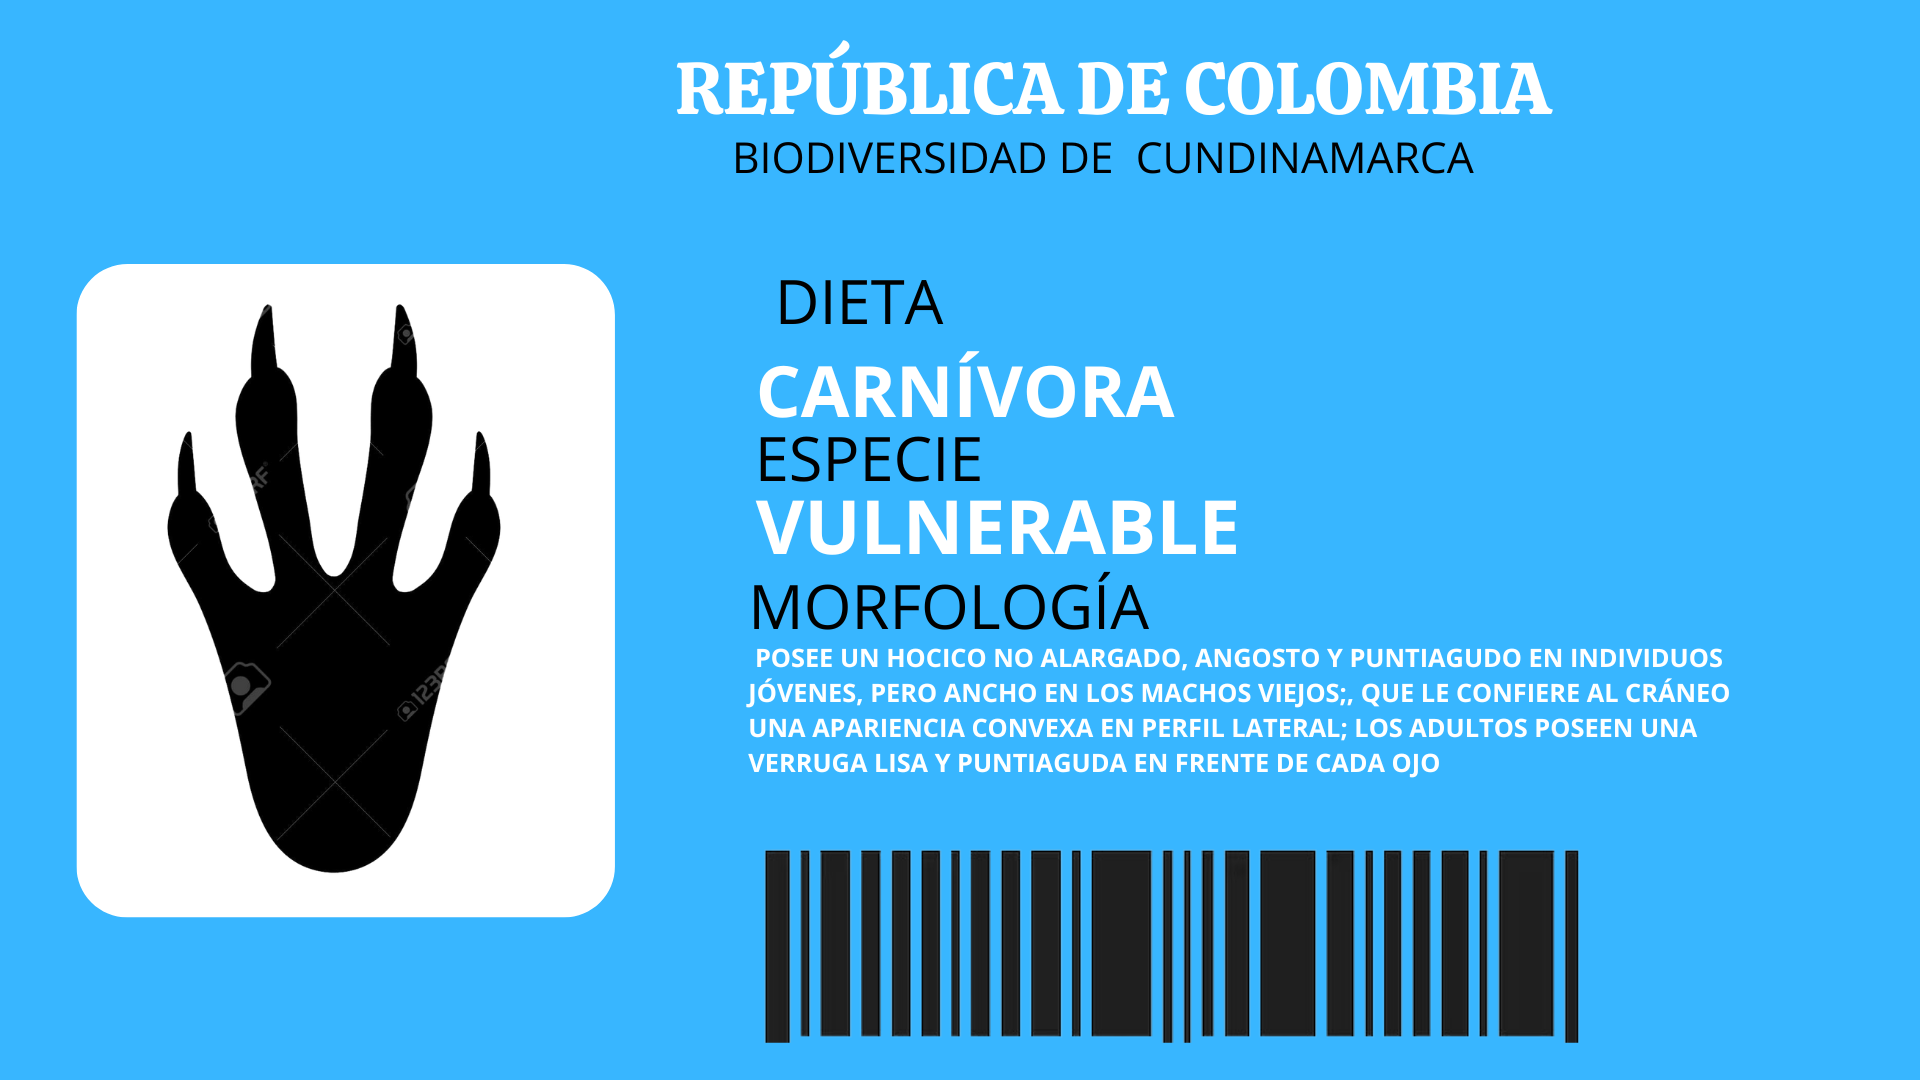 REPÚBLICA DE COLOMBIA
BIODIVERSIDAD DE  CUNDINAMARCA
DIETA
CARNÍVORA
ESPECIE
VULNERABLE
MORFOLOGÍA
POSEE UN HOCICO NO ALARGADO, ANGOSTO Y PUNTIAGUDO EN INDIVIDUOS
JÓVENES, PERO ANCHO EN LOS MACHOS VIEJOS;, QUE LE CONFIERE AL CRÁNEO
UNA APARIENCIA CONVEXA EN PERFIL LATERAL; LOS ADULTOS POSEEN UNA
VERRUGA LISA Y PUNTIAGUDA EN FRENTE DE CADA OJO